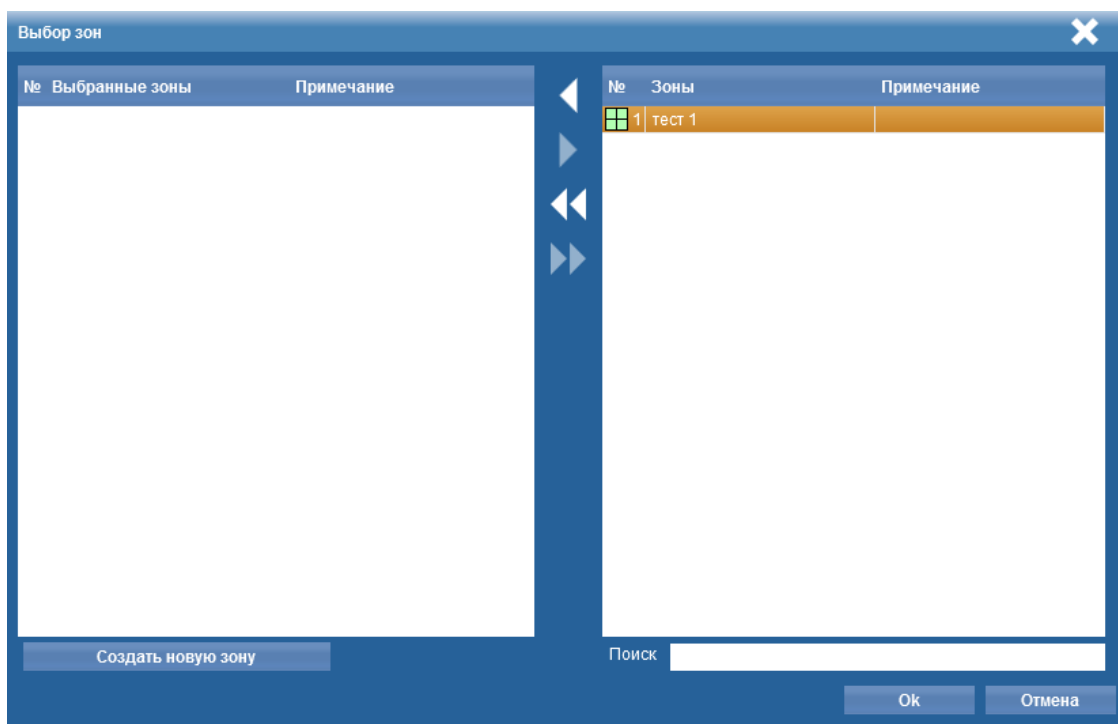 Выбор зон
№ Выбранные зоны Примечание
№ Зоны Примечание
1 тест 1
Создать новую зону
Поиск
Ok Отмена